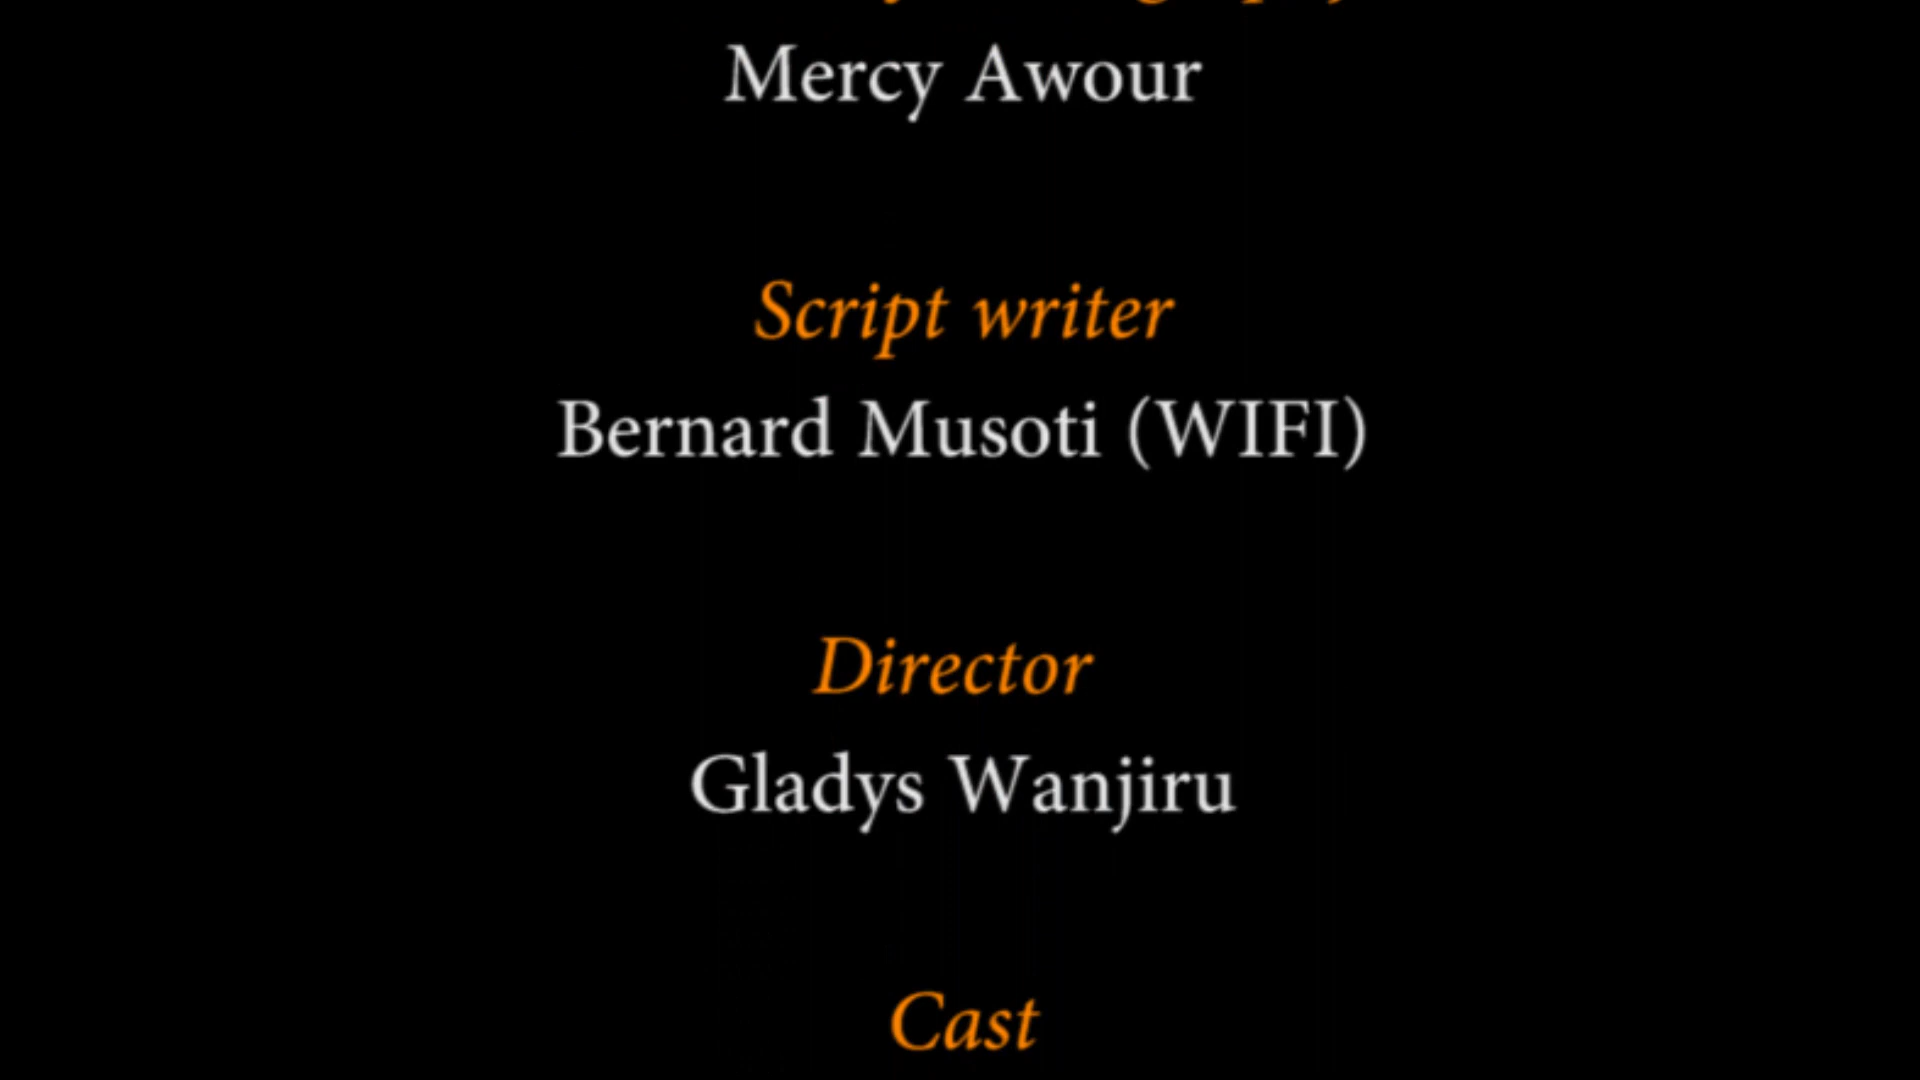 Mercy Awour
Script writer
Bernard Musoti (WIFI)
Director
Gladys Wanjiru
Cast